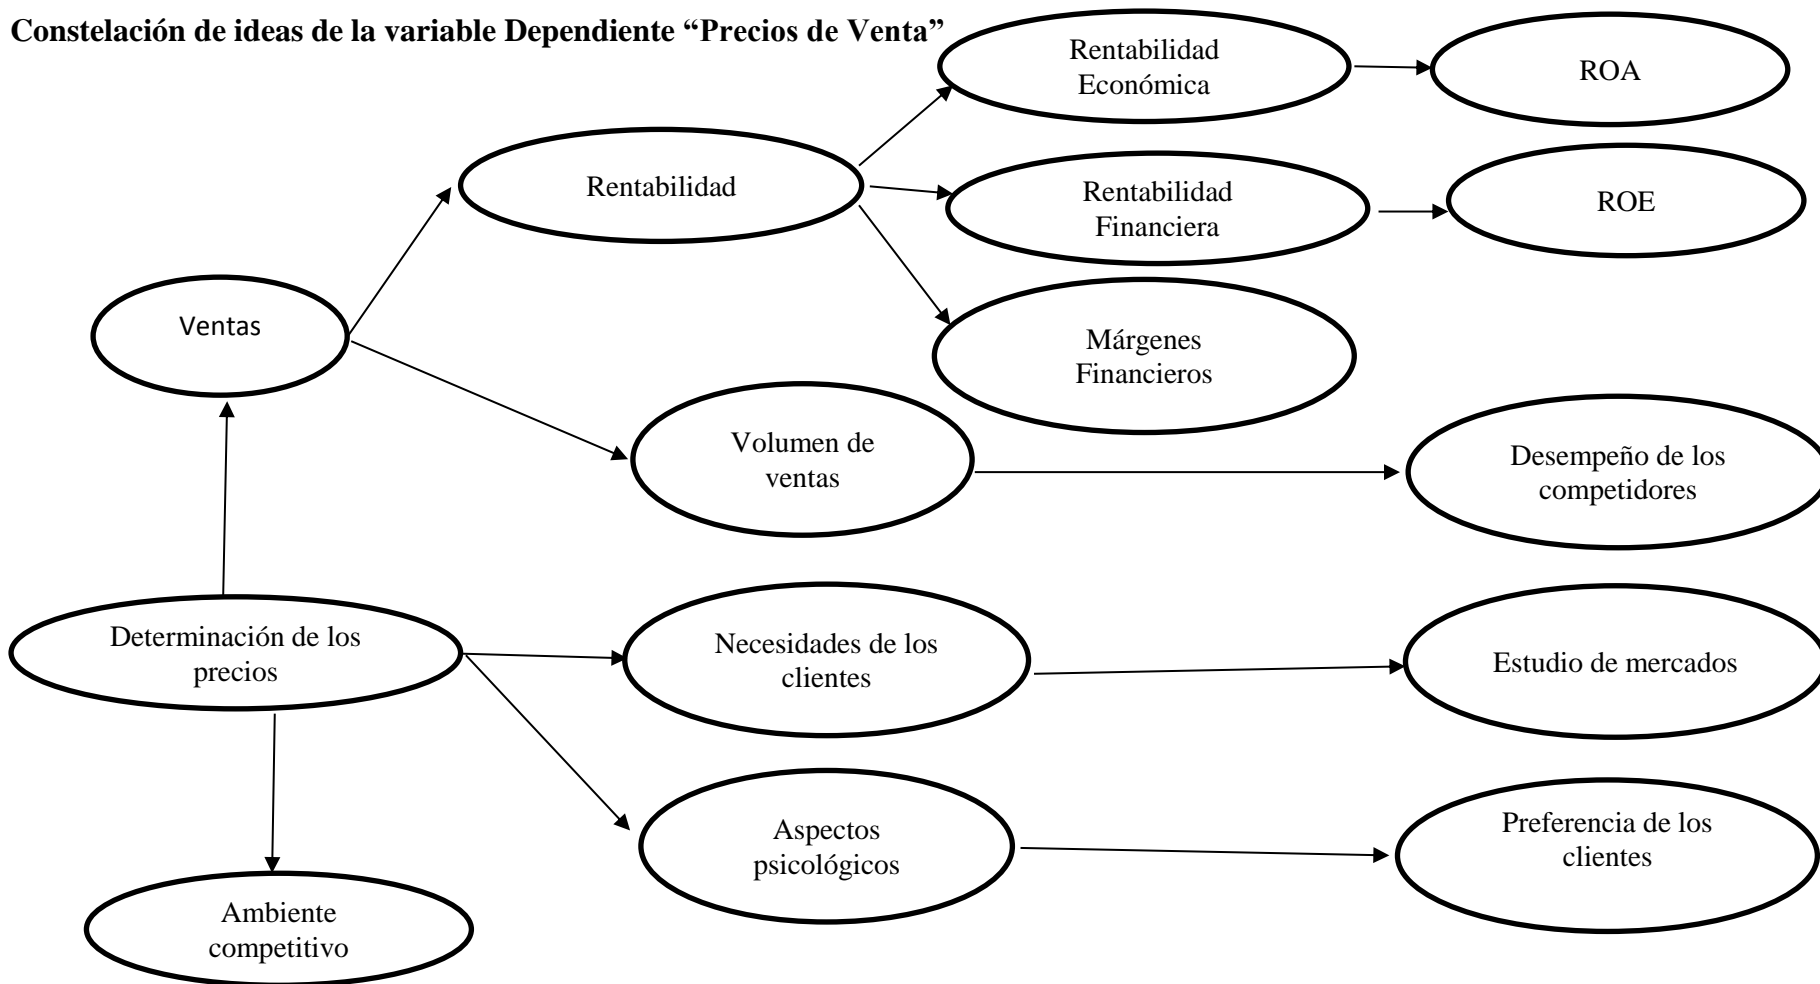 Constelación de ideas de la variable Dependiente “Precios de Venta”
Rentabilidad
Económica
ROA
Rentabilidad
Rentabilidad
Financiera
ROE
Ventas
Márgenes
Financieros
Volumen de
ventas
Desempeño de los
competidores
Determinación de los
precios
Necesidades de los
clientes
Estudio de mercados
Aspectos
psicológicos
Preferencia de los
clientes
Ambiente
competitivo